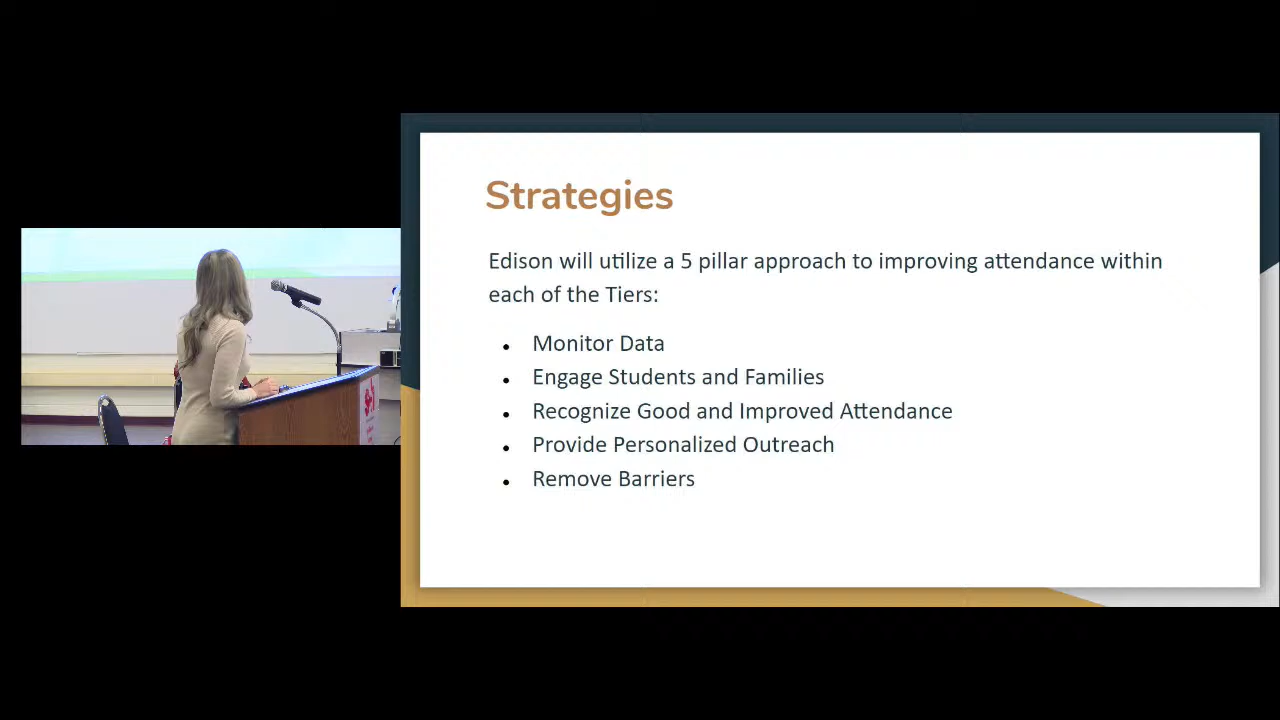 Strategies
Edison will utilize a 5 pillar approach to improving attendance within
each of the Tiers:
Monitor Data
Engage Students and Families
Recognize Good and Improved Attendance
Provide Personalized Outreach
Remove Barriers